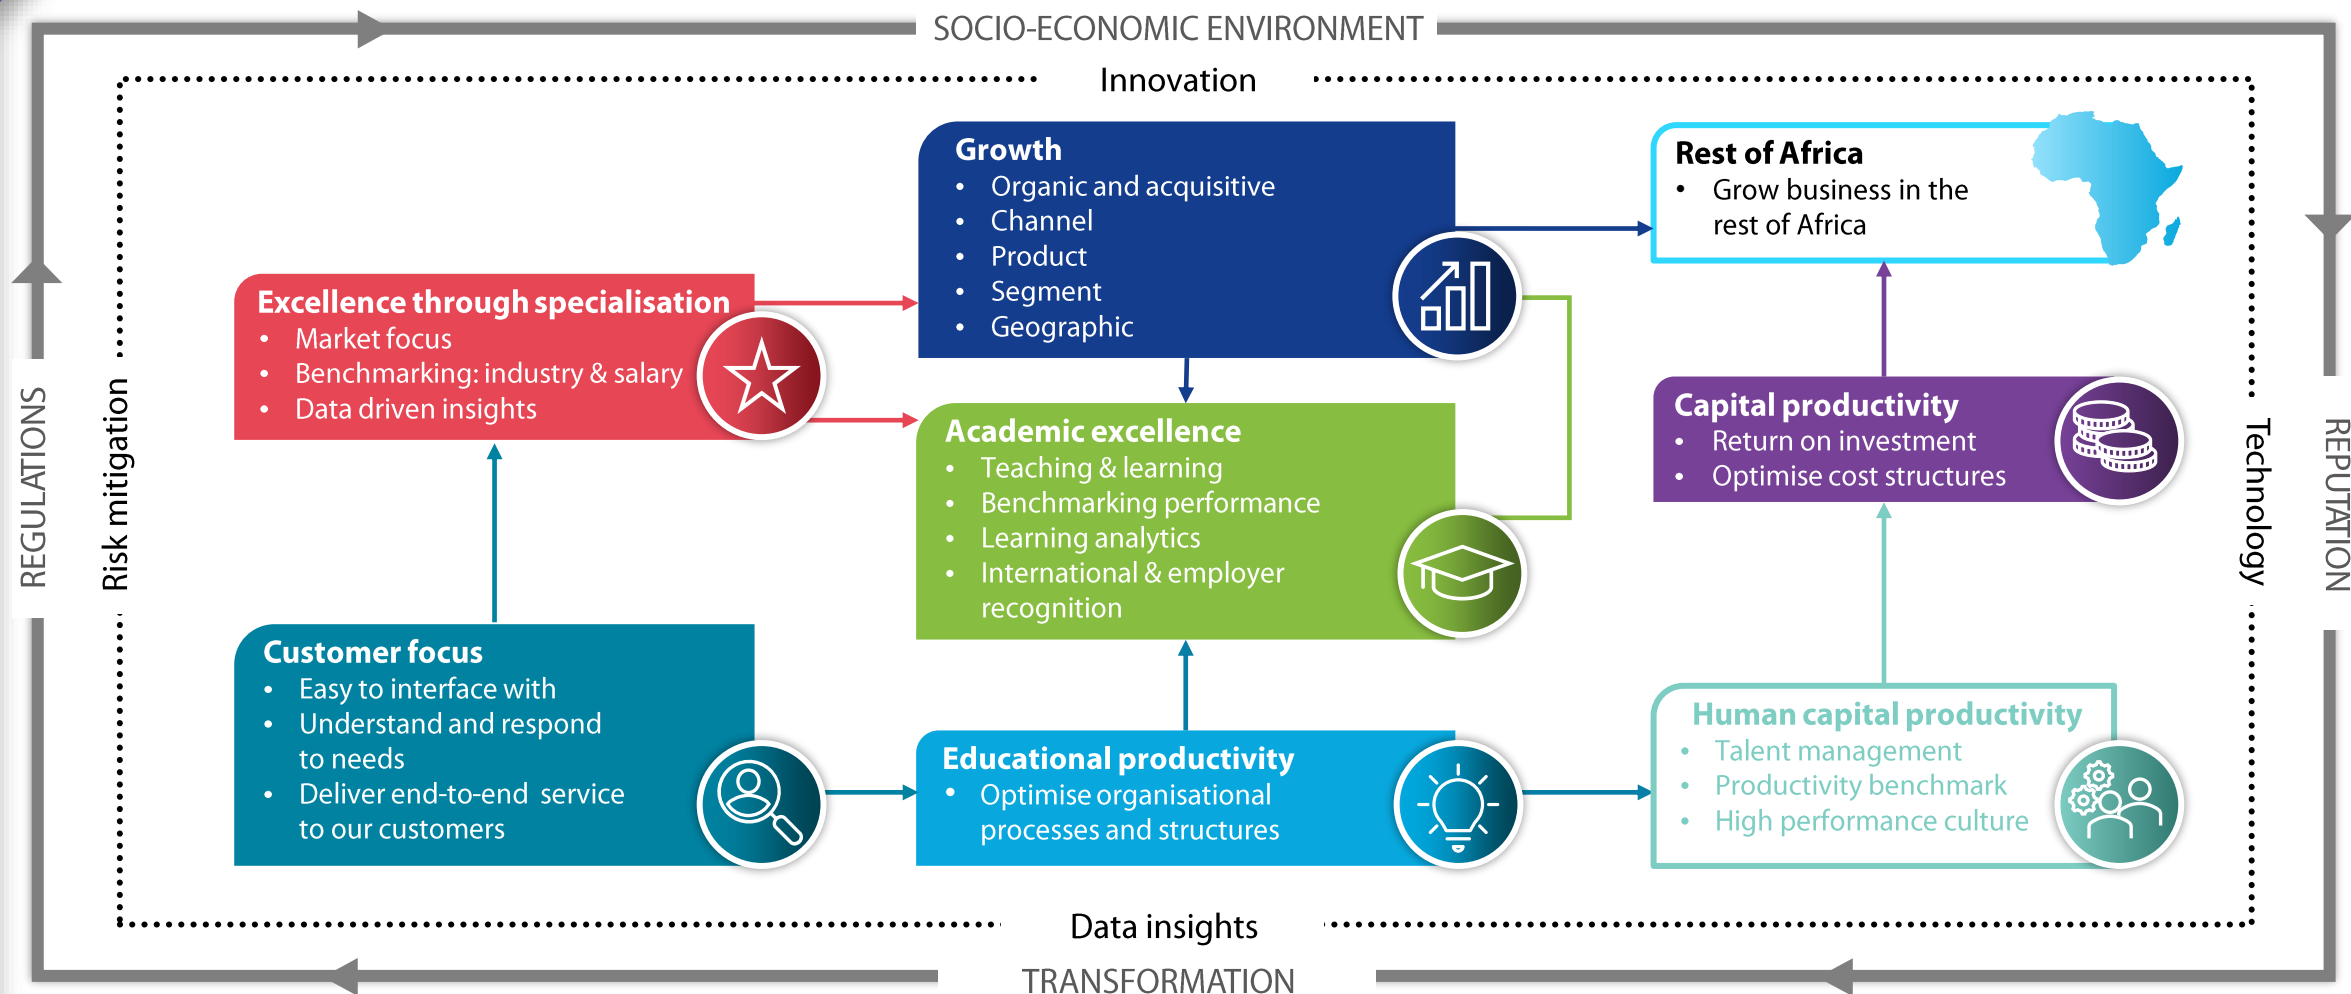 SOCIO-ECONOMIC ENVIRONMENT
Innovation
Growth
• Organic and acquisitive
• Channel
• Product
• Segment
• Geographic
Rest of Africa
• Grow business in the
rest of Africa
Excellence through specialisation
• Market focus
• Benchmarking: industry & salary
• Data driven insights
Academic excellence
• Teaching & learning
• Benchmarking performance
• Learning analytics
• International & employer
recognition
Capital productivity
• Return on investment
• Optimise cost structures
REGULATIONS
Risk mitigation
Technology
REPUTATION
Customer focus
• Easy to interface with
• Understand and respond
to needs
• Deliver end-to-end service
to our customers
Educational productivity
• Optimise organisational
processes and structures
Human capital productivity
• Talent management
• Productivity benchmark
• High performance culture
Data insights
TRANSFORMATION